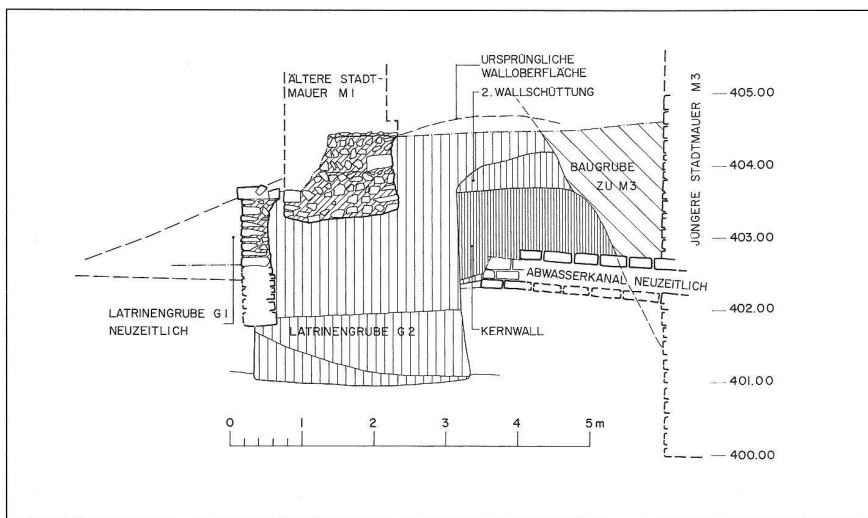 ÄLTERE STADT-
MAUER M1
URSPRÜNGLICHE
WALLOBERFLÄCHE
2. WALLSCHÜTTUNG
BAUGRUBE
ZU M3
JÜNGERE STADTMAUER M3
405.00
404.00
403.00
402.00
401.00
400.00
ABWASSERKANAL NEUZEITLICH
LATRINENGRUBE G1
NEUZEITLICH
LATRINENGRUBE G2
KERNWALL
0 1 2 3 4 5 m